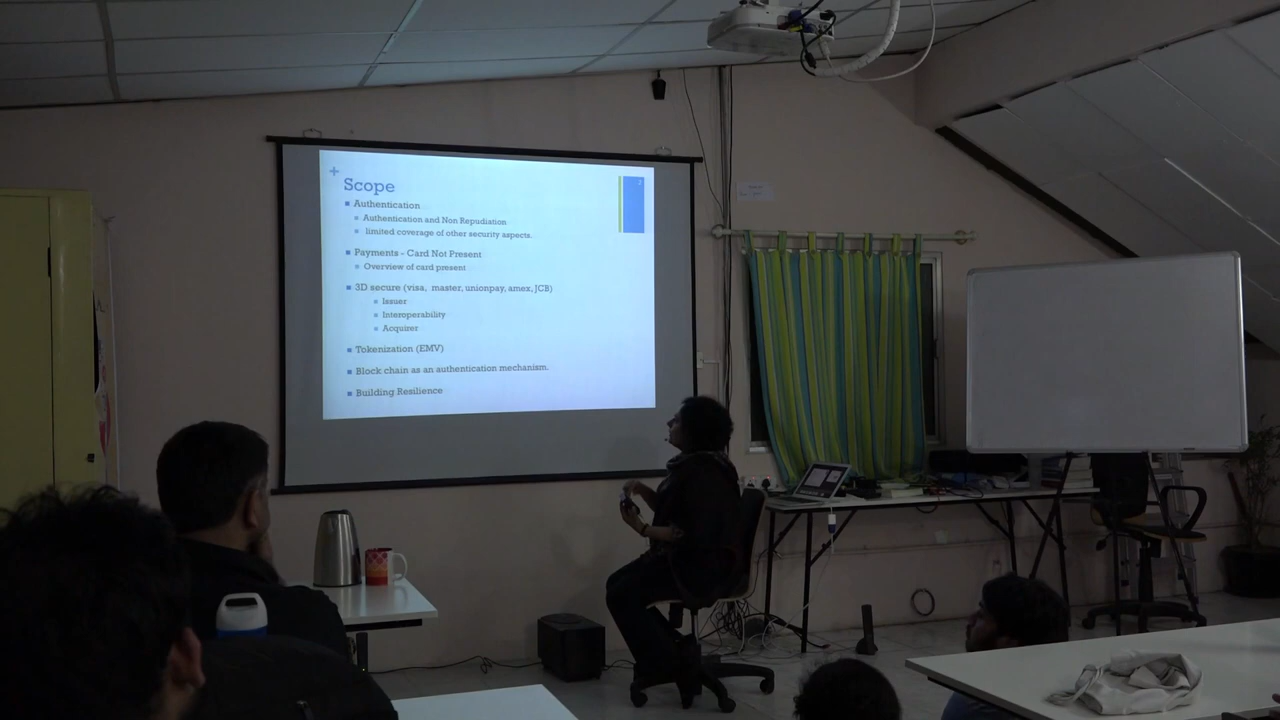 2
Scope
Authentication
Authentication and Non Repudiation
limited coverage of other security aspects.
Payments - Card Not Present
Overview of card present
3D secure (visa, master, unionpay, amex, JCB)
Issuer
Interoperability
Acquirer
Tokenization (EMV)
Block chain as an authentication mechanism.
Building Resilience